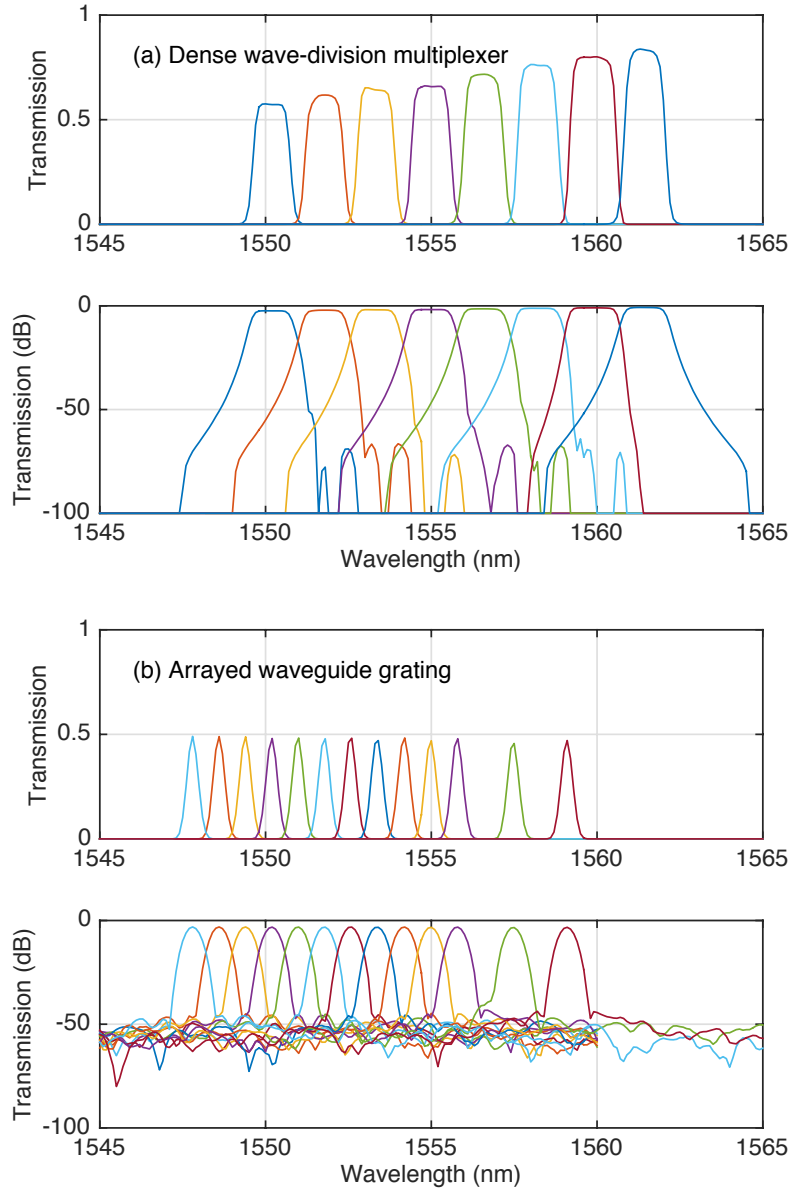 (a) Dense wave-division multiplexer
Transmission
1
0.5
0
1545 1550 1555 1560 1565
Transmission (dB)
0
-50
-100
1545 1550 1555 1560 1565
Wavelength (nm)
(b) Arrayed waveguide grating
Transmission
1
0.5
0
1545 1550 1555 1560 1565
Transmission (dB)
0
-50
-100
1545 1550 1555 1560 1565
Wavelength (nm)